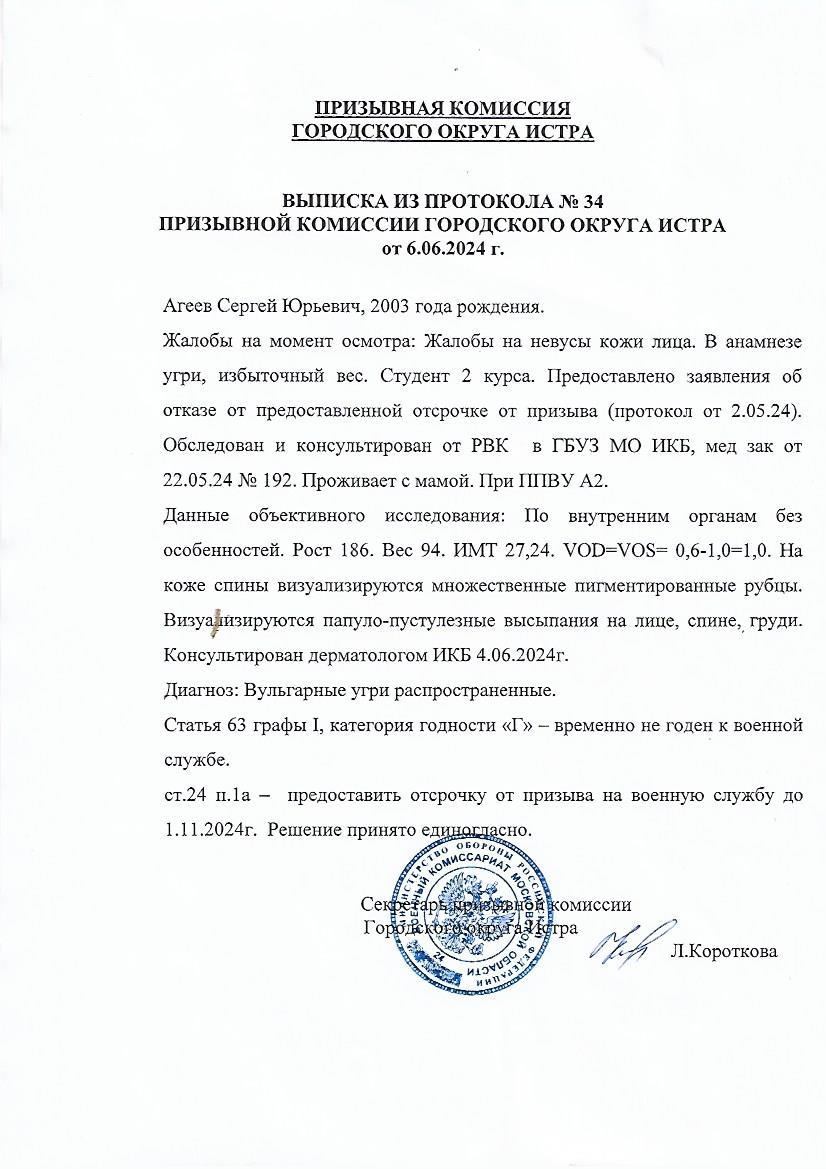 ПРИЗЫВНАЯ КОМИССИЯ
ГОРОДСКОГО ОКРУГА ИСТРА
ВЫПИСКА ИЗ ПРОТОКОЛА № 34
ПРИЗЫВНОЙ КОМИССИИ ГОРОДСКОГО ОКРУГА ИСТРА
от 6.06.2024 г.
Агеев Сергей Юрьевич, 2003 года рождения.
Жалобы на момент осмотра: Жалобы на невусы кожи лица. В анамнезе
угри, избыточный вес. Студент 2 курса. Предоставлено заявления об
отказе от предоставленной отсрочке от призыва (протокол от 2.05.24).
Обследован и консультирован от РВК в ГБУЗ МО ИКБ, мед зак от
22.05.24 № 192. Проживает с мамой. При ППВУ А2.
Данные объективного исследования: По внутренним органам без
особенностей. Рост 186. Вес 94. ИМТ 27,24. VOD=VOS= 0,6-1,0=1,0. На
коже спины визуализируются множественные пигментированные рубцы.
Визуализируются папуло-пустулезные высыпания на лице, спине, груди.
Консультирован дерматологом ИКБ 4.06.2024г.
Диагноз: Вульгарные угри распространенные.
Статья 63 графы I, категория годности «Г» – временно не годен к военной
службе.
ст.24 п.1а – предоставить отсрочку от призыва на военную службу до
1.11.2024г. Решение принято единогласно.
Секретарь призывной комиссии
Городского округа Истра
Л.Короткова
МИНИСТЕРСТВО ОБОРОНЫ РОССИЙСКОЙ ФЕДЕРАЦИИ
ВОЕННЫЙ КОМИССАРИАТ МОСКОВСКОЙ ОБЛАСТИ
24